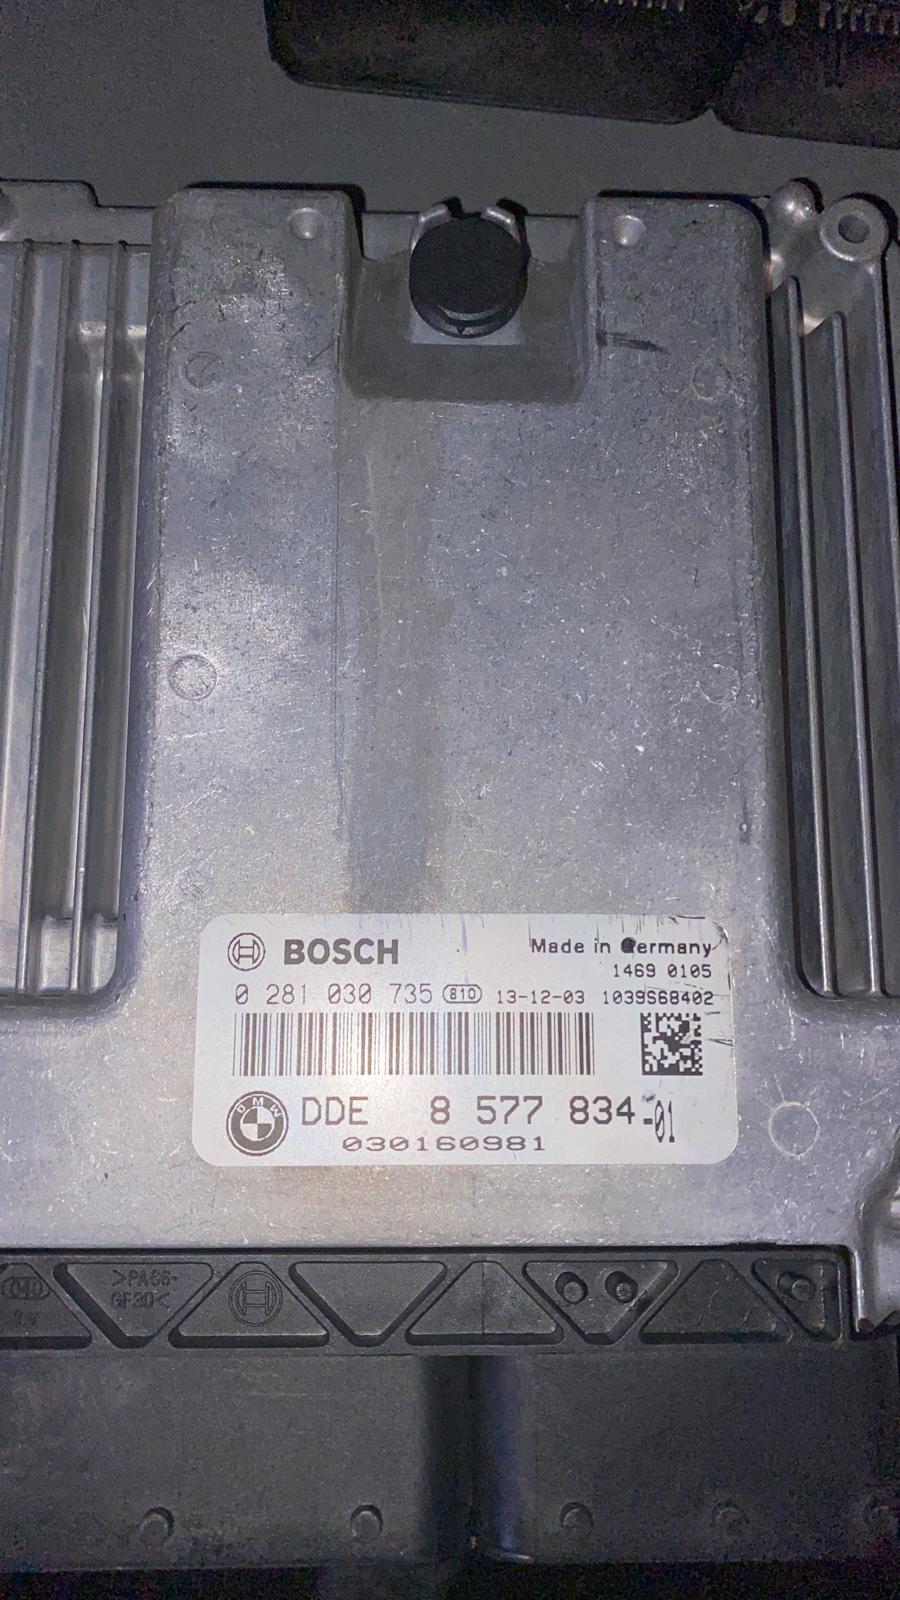 BOSCH
Made in Germany
1469 0105
0 281 030 735 810 13-12-03 1039S68402
BMW
DDE 8 577 834-01
030160981
>PA66-
GF30<